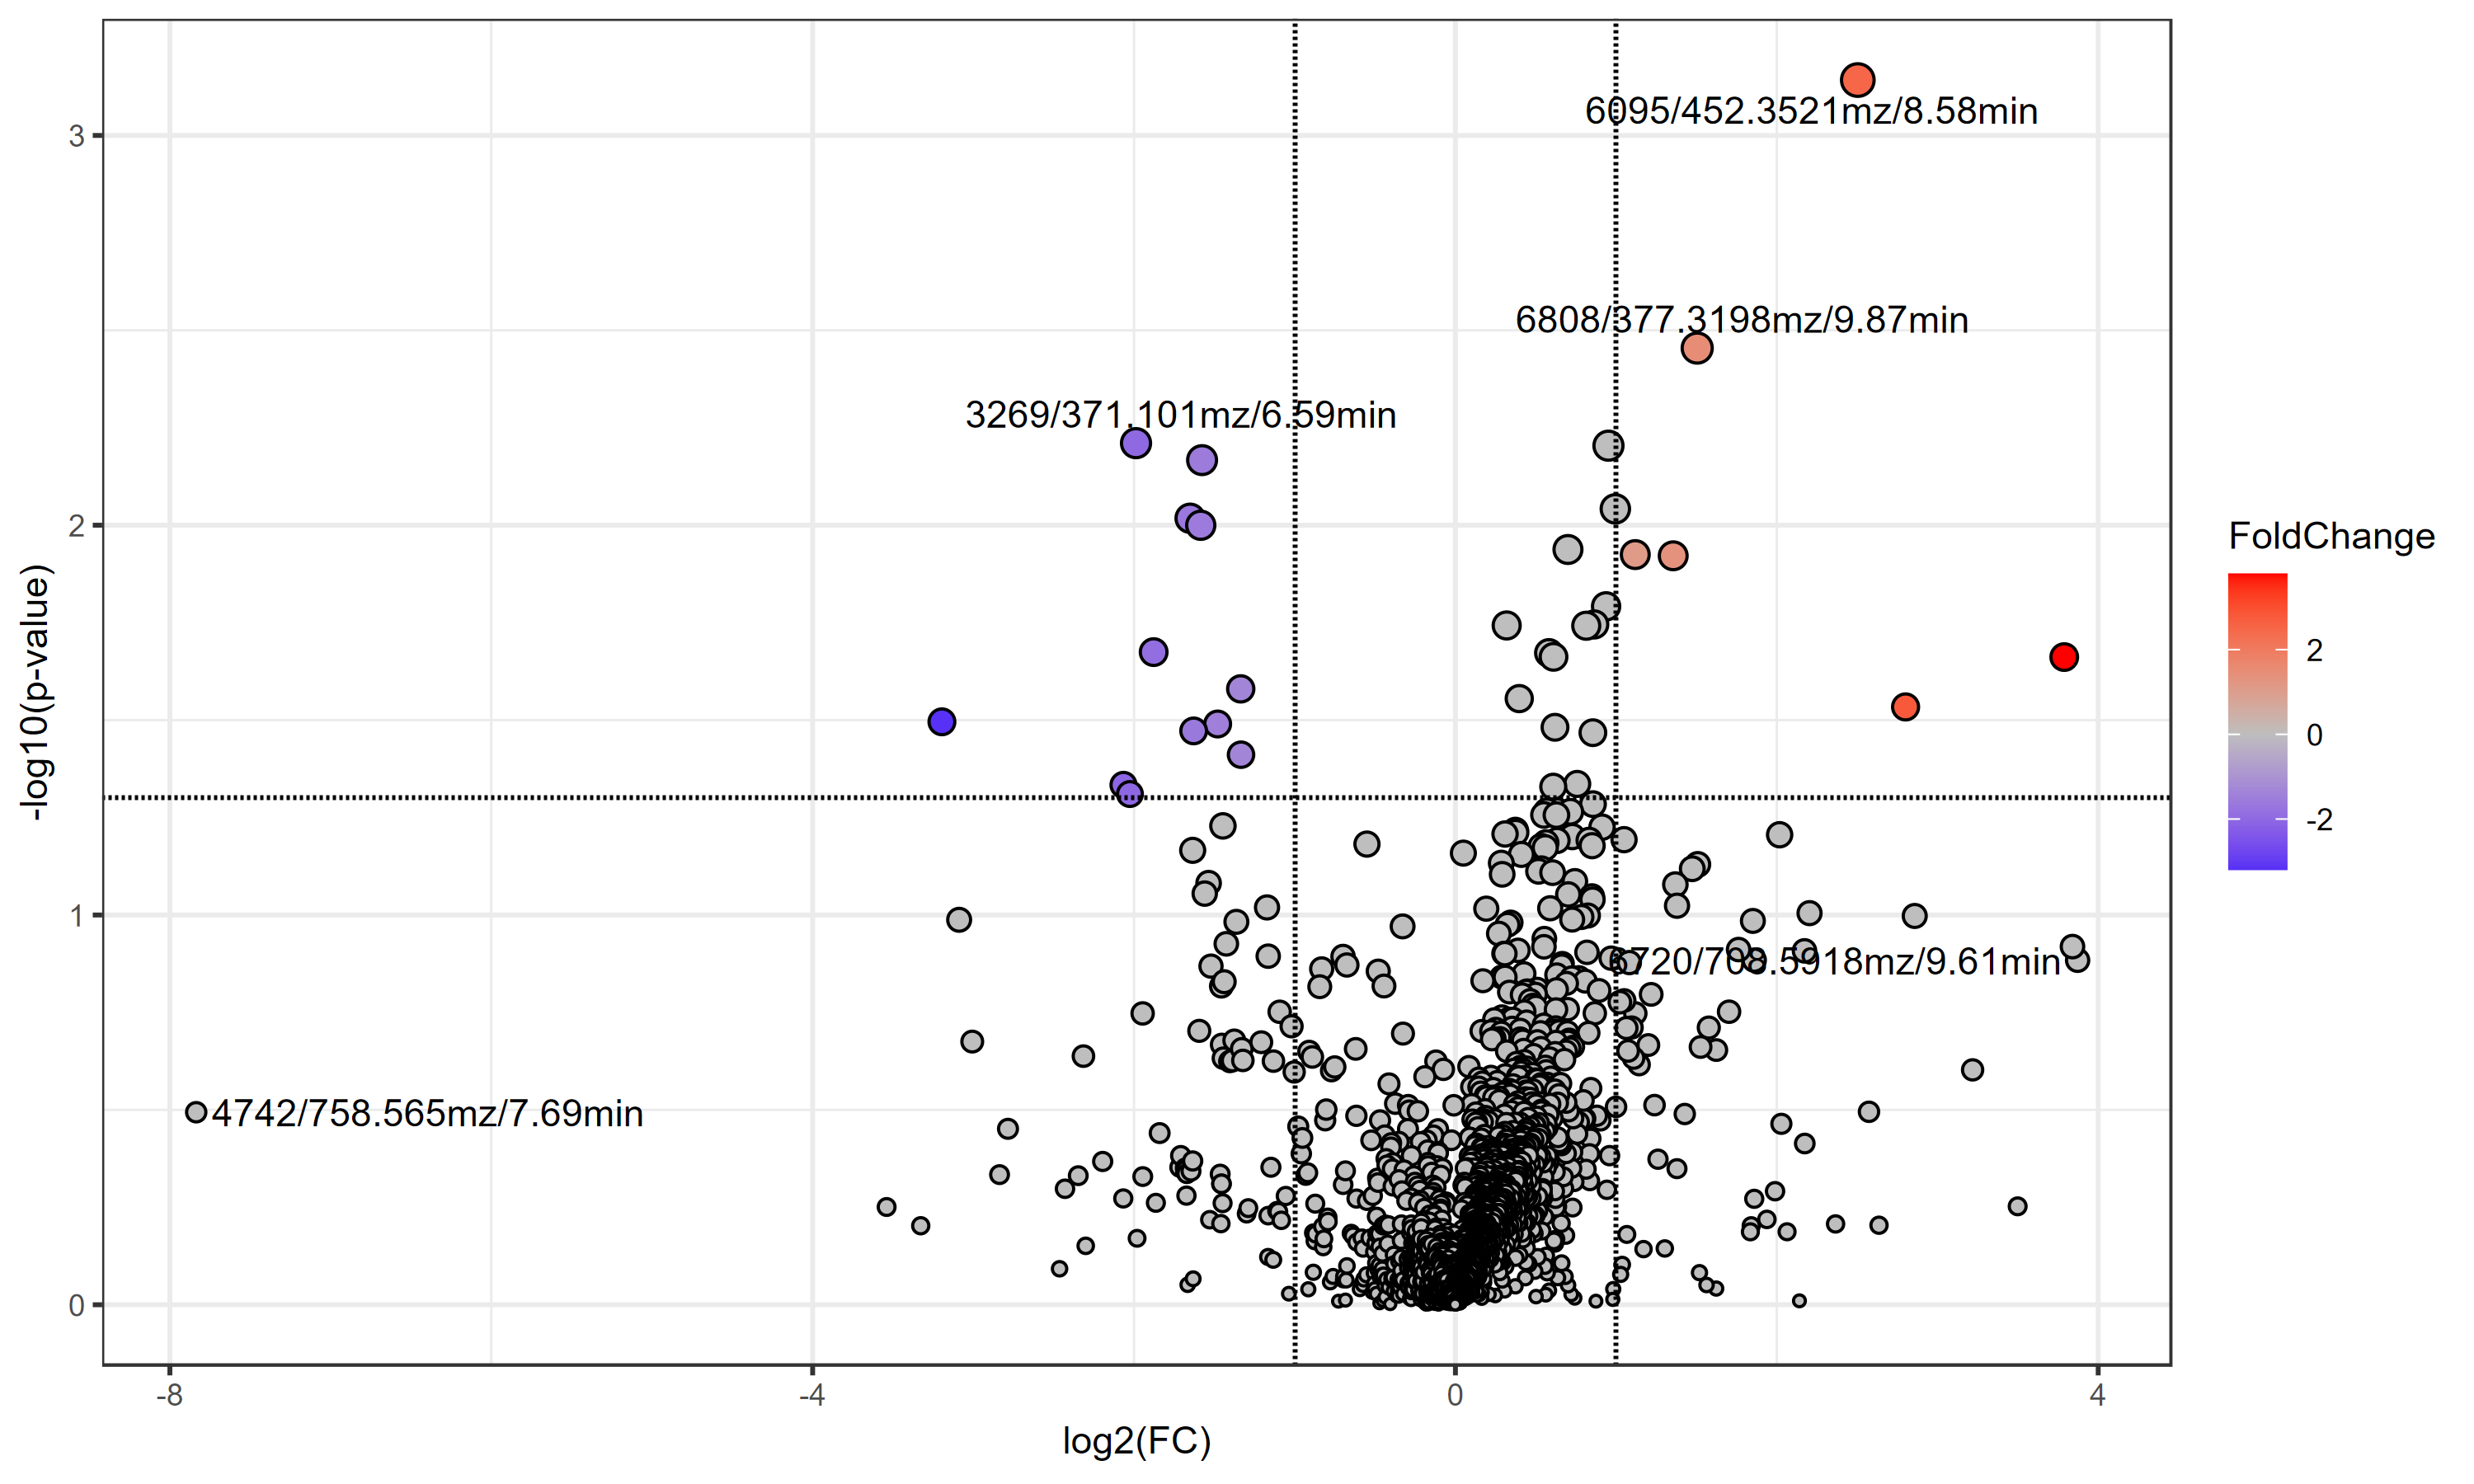 6095/452.3521mz/8.58min
3
6808/377.3198mz/9.87min
3269/371.101mz/6.59min
2
FoldChange
2
0
-2
-log10(p-value)
1
4742/758.565mz/7.69min
0
-8
-4
0
4
log2(FC)